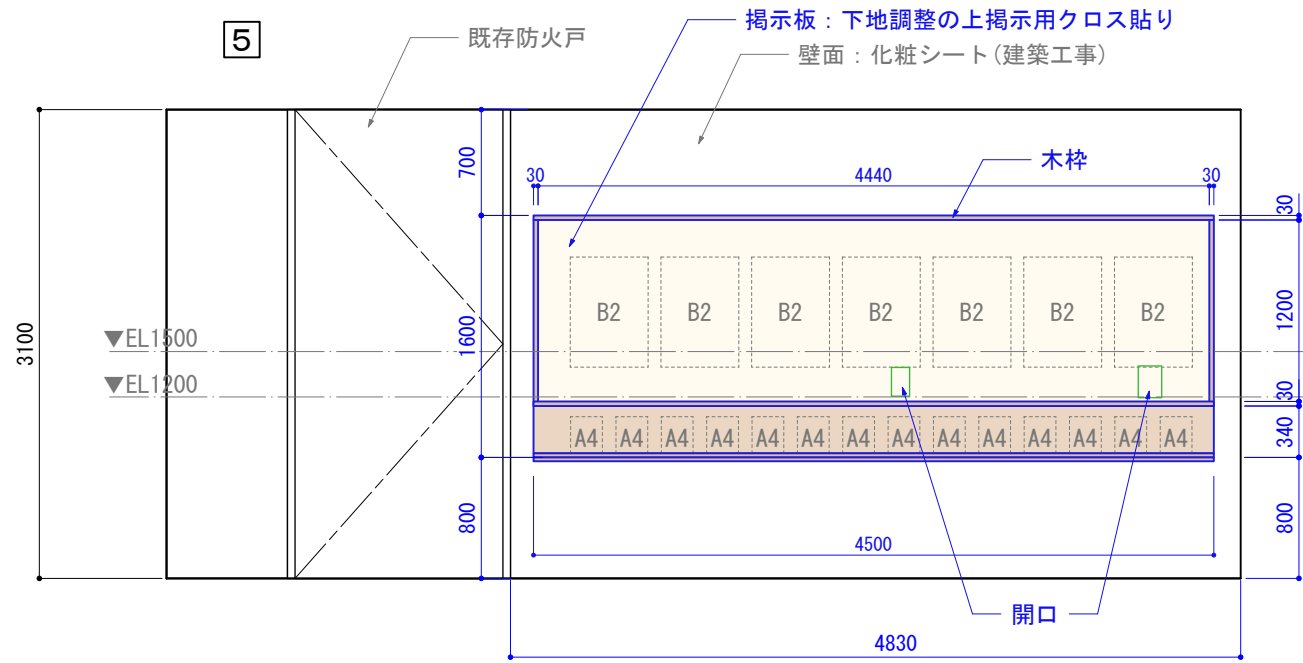 5
既存防火戸
掲示板：下地調整の上掲示用クロス貼り
壁面：化粧シート(建築工事)
木枠
30
4440
30
700
30
3100
1600
1200
B2 B2 B2 B2 B2 B2 B2
▼EL1500
▼EL1200
30
340
A4 A4 A4 A4 A4 A4 A4 A4 A4 A4 A4 A4 A4 A4
800
800
4500
開口
4830